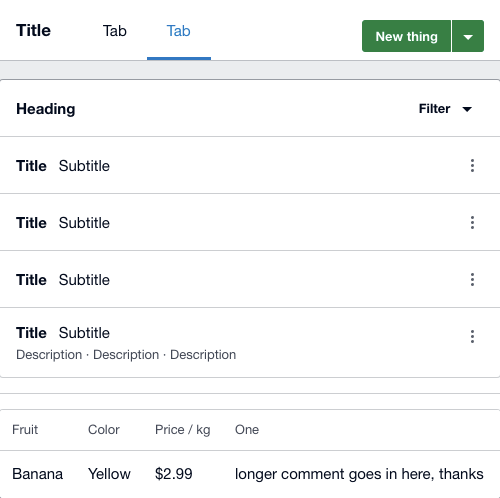 Title Tab Tab New thing
Heading Filter
Title Subtitle
Title Subtitle
Title Subtitle
Title Subtitle
Description · Description · Description
Fruit Color Price / kg One
Banana Yellow $2.99 longer comment goes in here, thanks